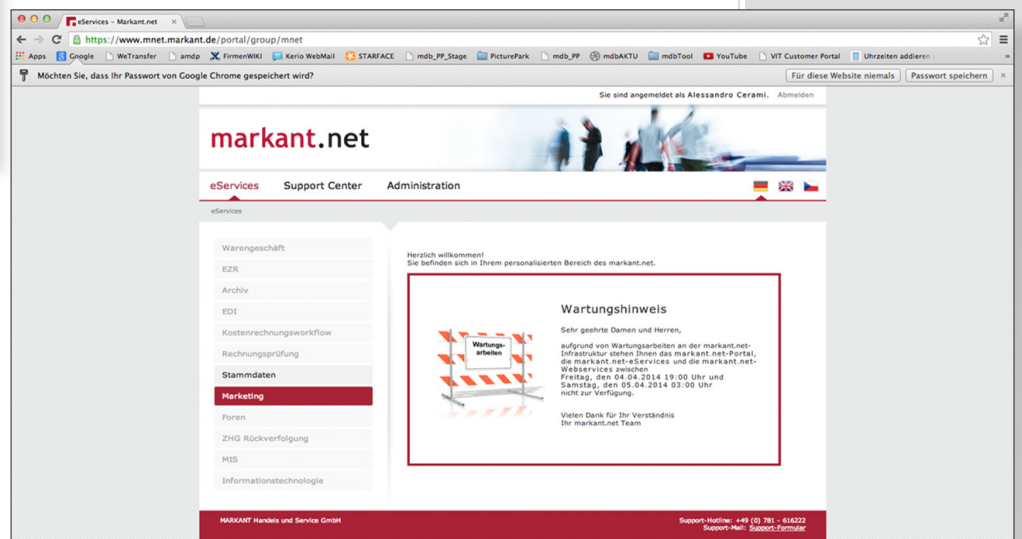 eServices – Markant.net
https://www.mnet.markant.de/portal/group/mnet
Apps Google WeTransfer amdp FirmenWIKI Kerio WebMail STARFACE mdb_PP_Stage PicturePark mdb_PP mdbAKTU mdbTool YouTube VIT Customer Portal Uhrzeiten addieren
Möchten Sie, dass Ihr Passwort von Google Chrome gespeichert wird? Für diese Website niemals Passwort speichern
Sie sind angemeldet als Alessandro Cerami. Abmelden
markant.net
eServices Support Center Administration
eServices
Warengeschäft
EZR
Archiv
EDI
Kostenrechnungsworkflow
Rechnungsprüfung
Stammdaten
Marketing
Foren
ZHG Rückverfolgung
MIS
Informationstechnologie
Herzlich willkommen!
Sie befinden sich in Ihrem personalisierten Bereich des markant.net.
Wartungs-
arbeiten
Wartungshinweis
Sehr geehrte Damen und Herren,
aufgrund von Wartungsarbeiten an der markant.net-
Infrastruktur stehen Ihnen das markant.net-Portal,
die markant.net-eServices und die markant.net-
Webservices zwischen
Freitag, den 04.04.2014 19:00 Uhr und
Samstag, den 05.04.2014 03:00 Uhr
nicht zur Verfügung.
Vielen Dank für Ihr Verständnis
Ihr markant.net Team
MARKANT Handels und Service GmbH
Support-Hotline: +49 (0) 781 - 616222
Support-Mail: Support-Formular